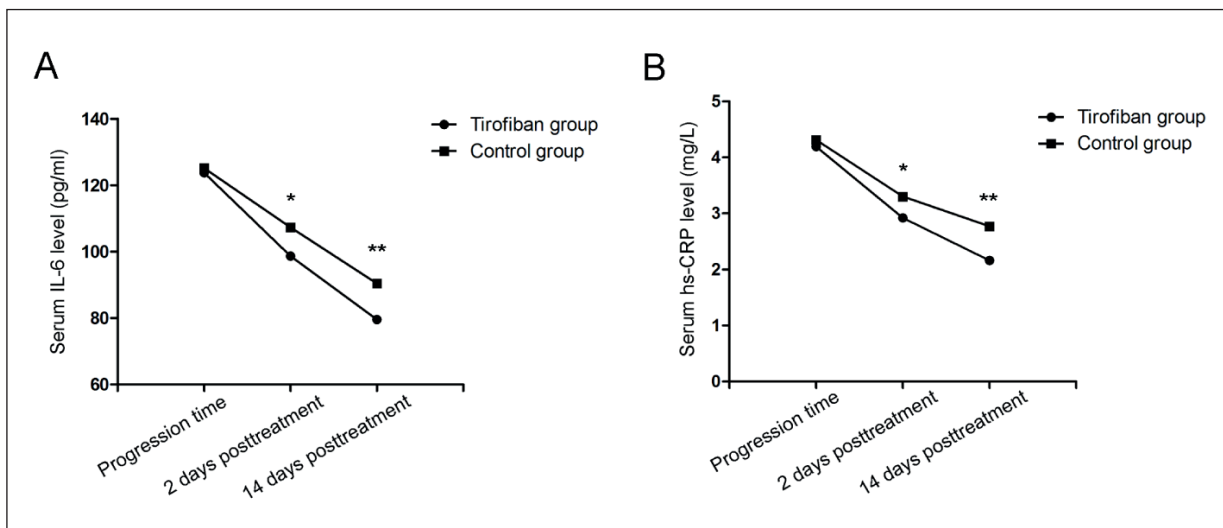 A
Serum IL-6 level (pg/ml)
140
120
100
80
60
*
**
Tirofiban group
Control group
Progression time
2 days posttreatment
14 days posttreatment
B
Serum hs-CRP level (mg/L)
5
4
3
2
1
0
*
**
Tirofiban group
Control group
Progression time
2 days posttreatment
14 days posttreatment